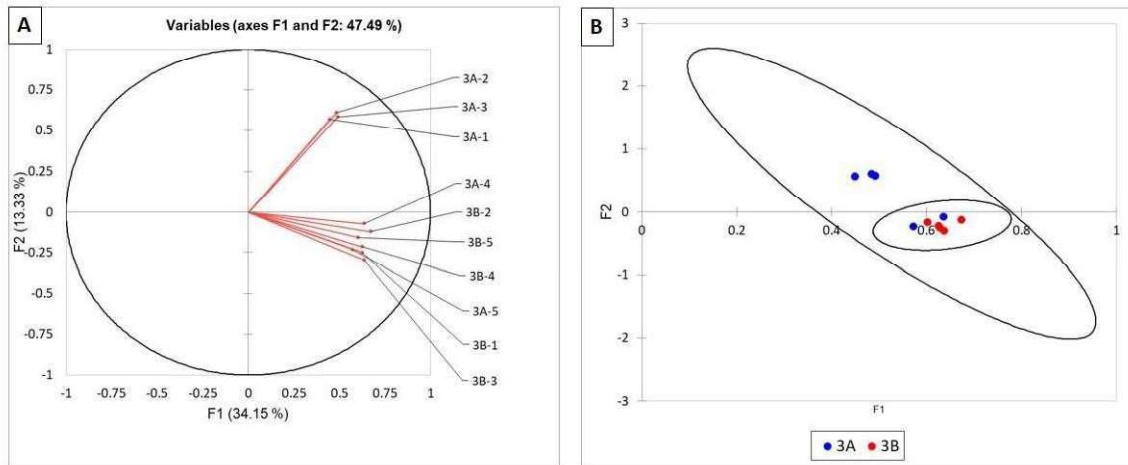 A
Variables (axes F1 and F2: 47.49 %)
1
0.75
0.5
0.25
0
-0.25
-0.5
-0.75
-1
F2 (13.33 %)
3A-2
3A-3
3A-1
3A-4
3B-2
3B-5
3B-4
3A-5
3B-1
3B-3
-1 -0.75 -0.5 -0.25 0 0.25 0.5 0.75 1
F1 (34.15 %)
B
3
2
1
0
-1
-2
-3
F2
0 0.2 0.4 0.6 0.8 1
F1
3A 3B